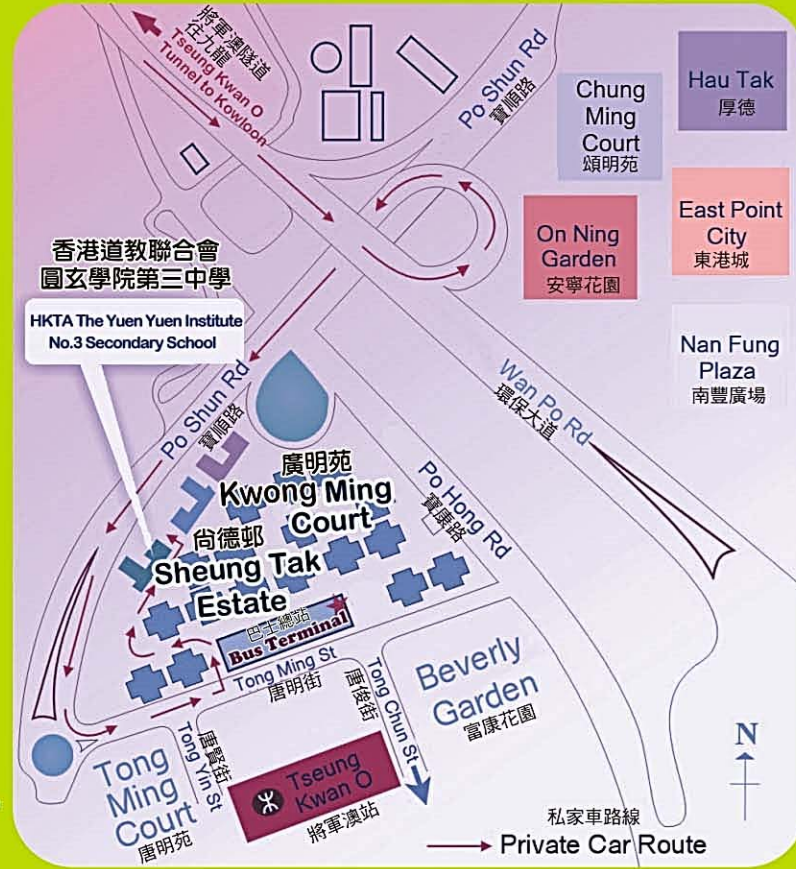 將軍澳隧道
往九龍
Tseung Kwan O
Tunnel to Kowloon
Po Shun Rd
寶順路
Chung
Ming
Court
頌明苑
Hau Tak
厚德
On Ning
Garden
安寧花園
East Point
City
東港城
Nan Fung
Plaza
南豐廣場
香港道教聯合會
圓玄學院第三中學
HKTA The Yuen Yuen Institute
No.3 Secondary School
Po Shun Rd
寶順路
Wan Po Rd
環保大道
廣明苑
Kwong Ming
Court
Po Hong Rd
寶康路
尚德邨
Sheung Tak
Estate
巴士總站
Bus Terminal
Tong Ming St
唐明街
Tong Chun St
唐俊街
Beverly
Garden
富康花園
Tong Yin St
唐賢街
Tong
Ming
Court
唐明苑
Tseung
Kwan O
將軍澳站
N
私家車路線
Private Car Route